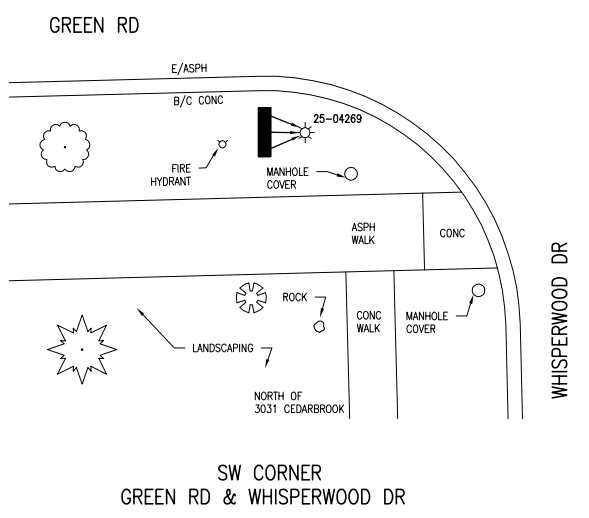 GREEN RD
E/ASPH
B/C CONC
25-04269
FIRE
HYDRANT
MANHOLE
COVER
ASPH
WALK
CONC
WHISPERWOOD DR
ROCK
CONC
WALK
MANHOLE
COVER
LANDSCAPING
NORTH OF
3031 CEDARBROOK
SW CORNER
GREEN RD & WHISPERWOOD DR